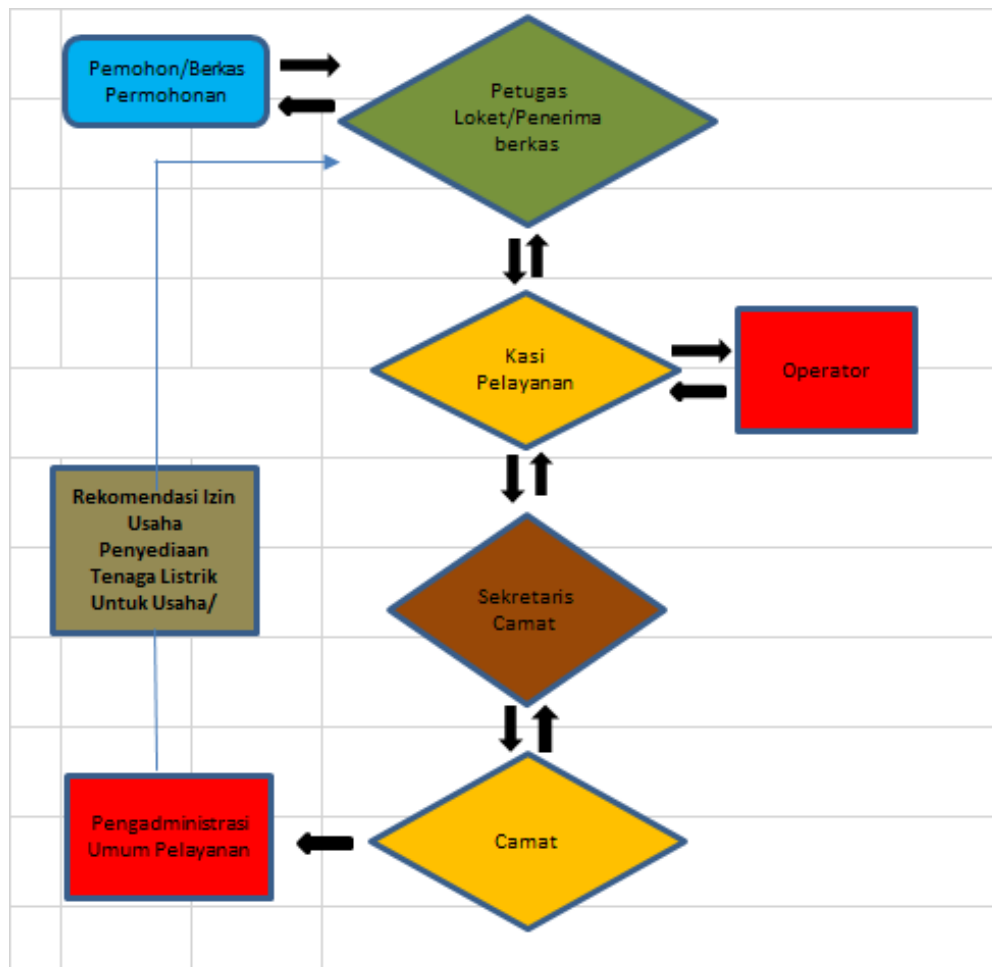 Pemohon/Berkas
Permohonan
Petugas
Loket/Penerima
berkas
Kasi
Pelayanan
Operator
Rekomendasi Izin
Usaha
Penyediaan
Tenaga Listrik
Untuk Usaha/
Sekretaris
Camat
Pengadministrasi
Umum Pelayanan
Camat